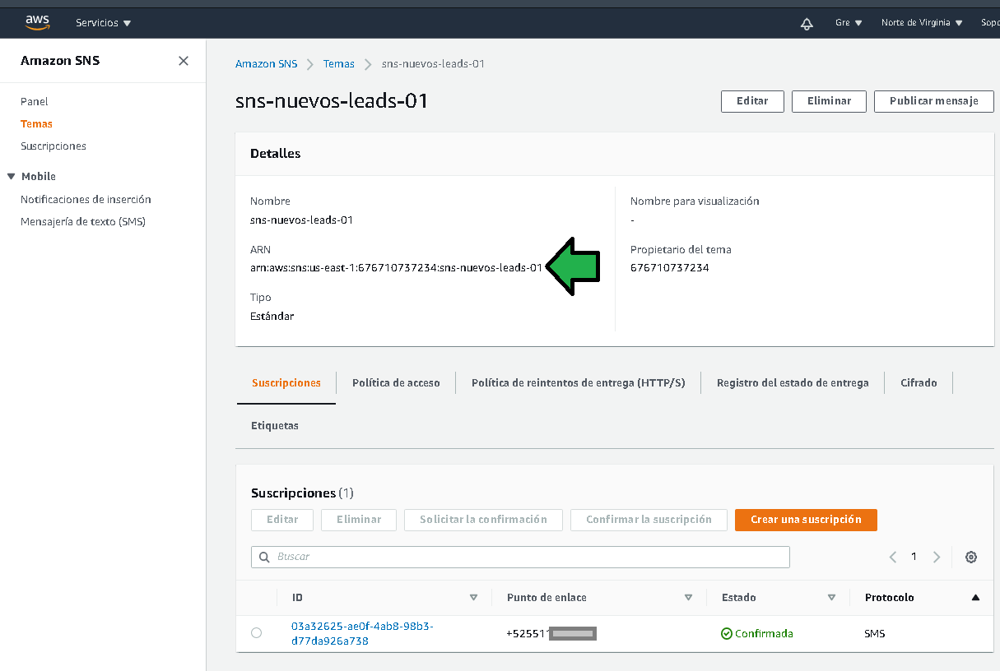 aws
Servicios
Gre
Norte de Virginia
Sopo
Amazon SNS
Panel
Temas
Suscripciones
Mobile
Notificaciones de inserción
Mensajería de texto (SMS)
Amazon SNS
Temas
sns-nuevos-leads-01
sns-nuevos-leads-01
Editar
Eliminar
Publicar mensaje
Detalles
Nombre
sns-nuevos-leads-01
ARN
arn:aws:sns:us-east-1:676710737234:sns-nuevos-leads-01
Tipo
Estándar
Nombre para visualización
-
Propietario del tema
676710737234
Suscripciones
Política de acceso
Política de reintentos de entrega (HTTP/S)
Registro del estado de entrega
Cifrado
Etiquetas
Suscripciones (1)
Editar
Eliminar
Solicitar la confirmación
Confirmar la suscripción
Crear una suscripción
Buscar
1
ID
Punto de enlace
Estado
Protocolo
03a32625-ae0f-4ab8-98b3-
d77da926a738
+525511
Confirmada
SMS